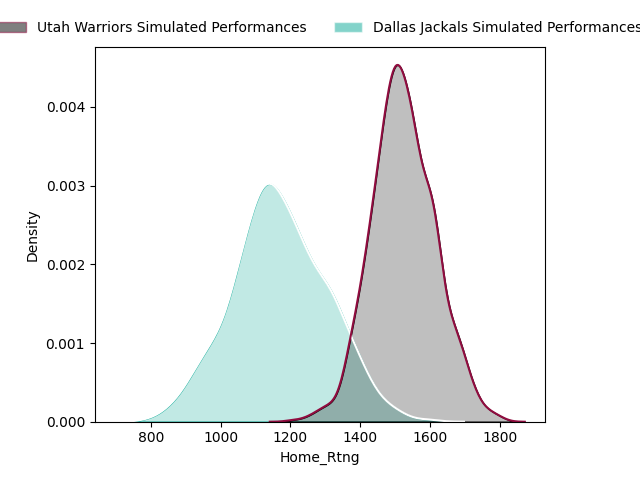 Utah Warriors Simulated Performances Dallas Jackals Simulated Performances
0.004
0.003
0.002
0.001
0.000
Density
800 1000 1200 1400 1600 1800
Home_Rtng